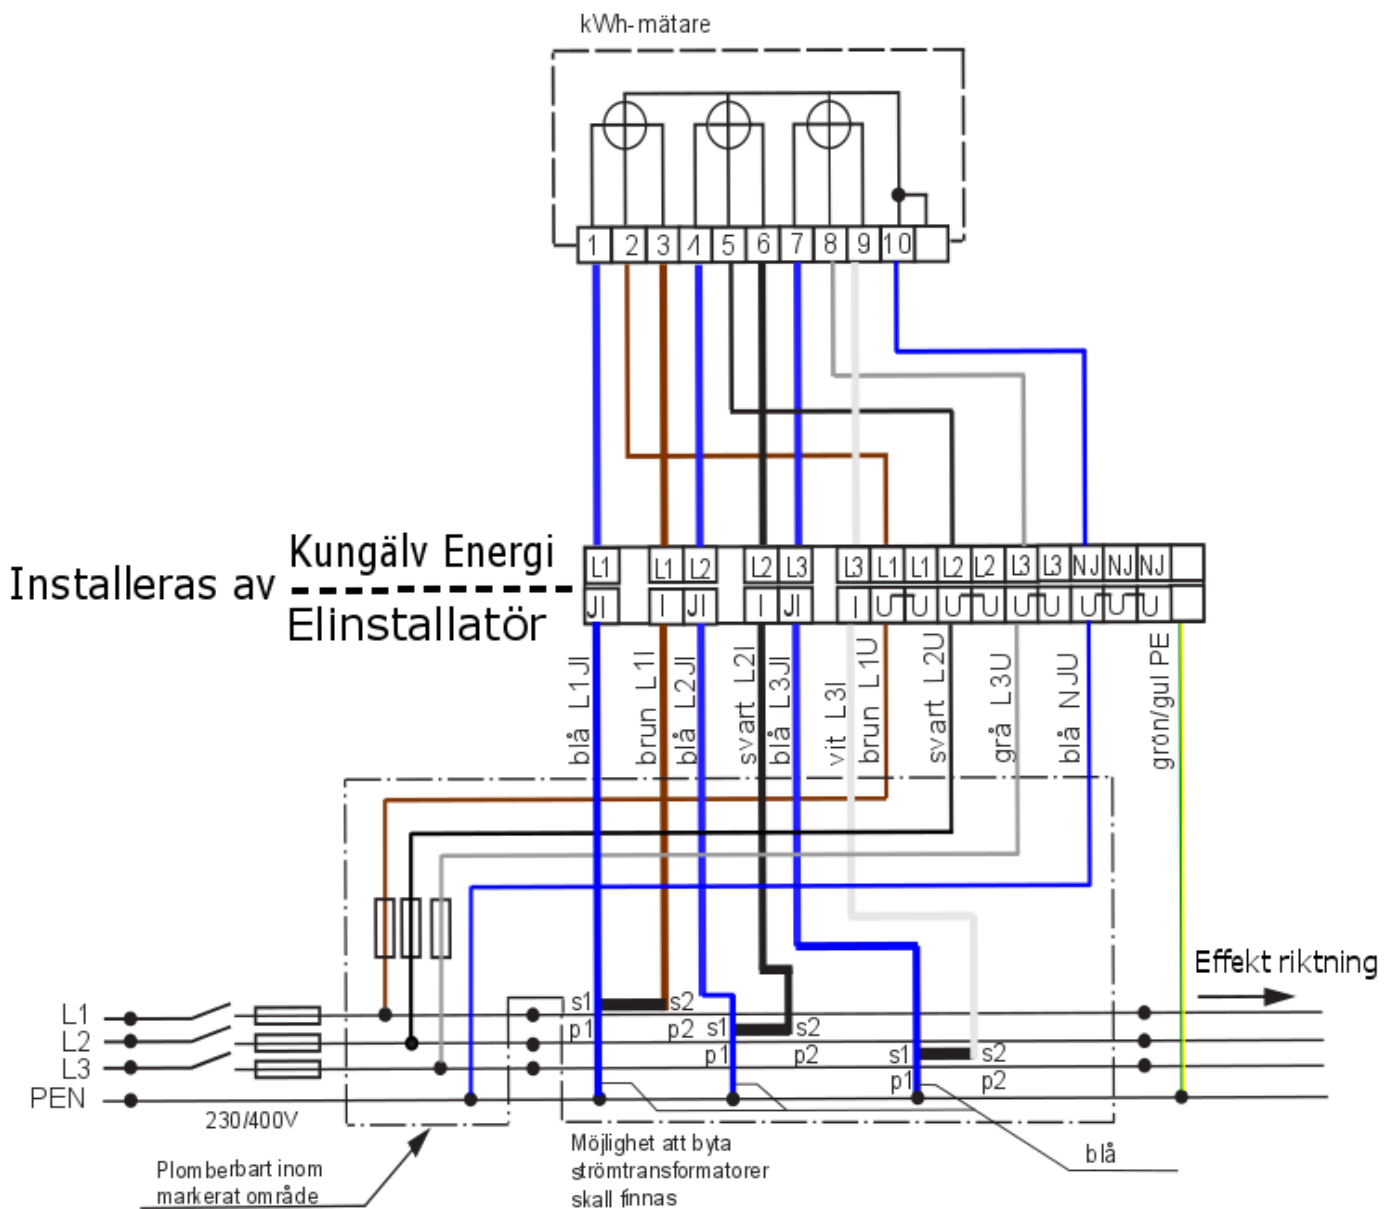 kWh-mätare
1 2 3 4 5 6 7 8 9 10
Installeras av
Kungälv Energi
Elinstallatör
L1 L1 L2 L2 L3 L3 L1 L1 L2 L2 L3 L3 NJ NJ NJ
JI I JI I JI I U U U U U U U U U
blå L1JI
brun L1I
blå L2JI
svart L2I
blå L3JI
vit L3I
brun L1U
svart L2U
grå L3U
blå NJU
grön/gul PE
Effekt riktning
L1
L2
L3
PEN
s1 s2
p1 p2
s1 s2
p1 p2
s1 s2
p1 p2
230/400V
Plomberbart inom
markerat område
Möjlighet att byta
strömtransformatorer
skall finnas
blå